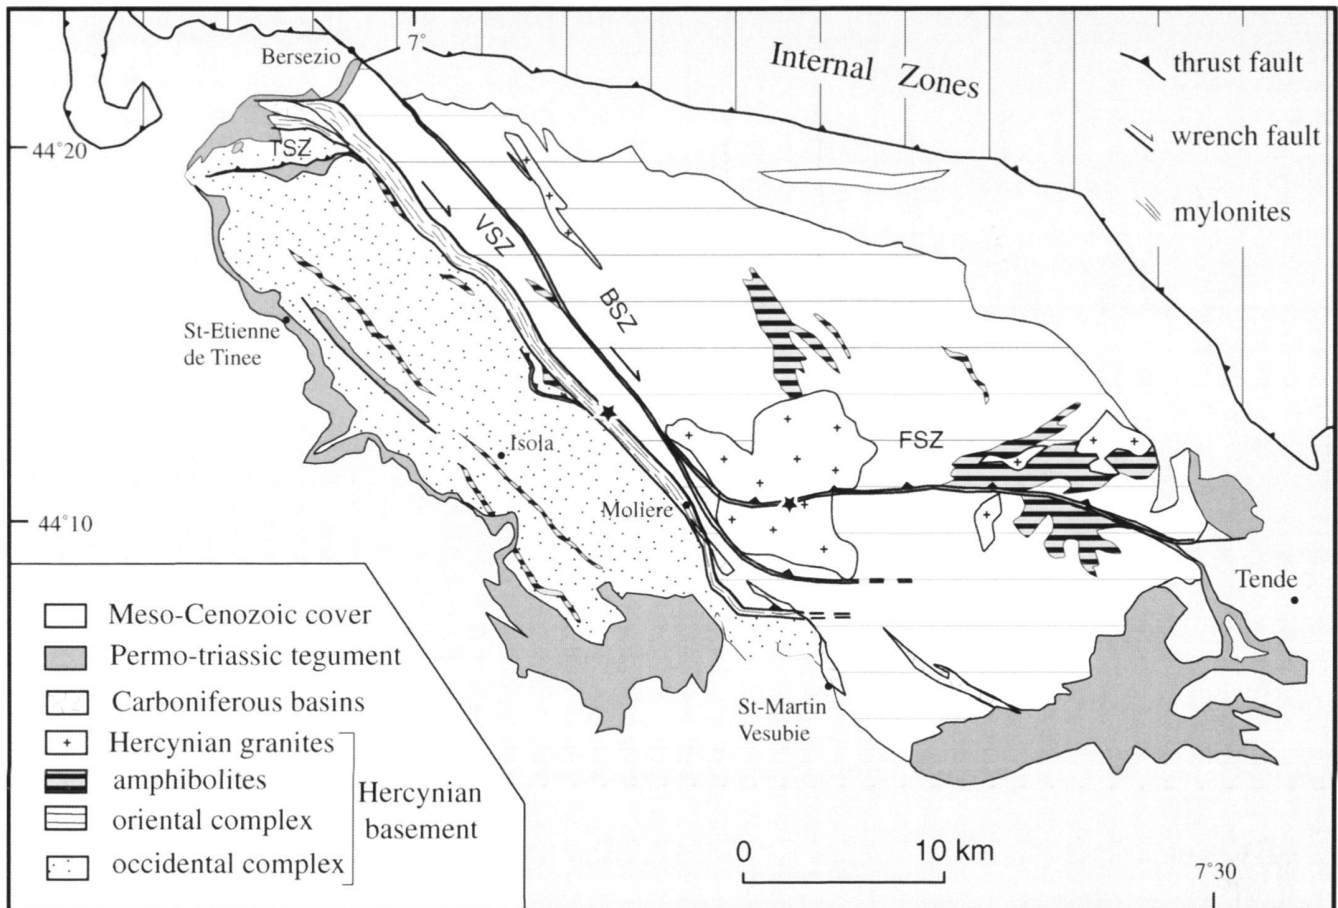 Bersezio
7°
Internal Zones
thrust fault
wrench fault
mylonites
44°20
TSZ
VSZ
BSZ
St-Etienne
de Tinee
Isola
FSZ
Moliere
44°10
Tende
St-Martin
Vesubie
Meso-Cenozoic cover
Permo-triassic tegument
Carboniferous basins
Hercynian granites
amphibolites
oriental complex
occidental complex
Hercynian
basement
0 10 km
7°30